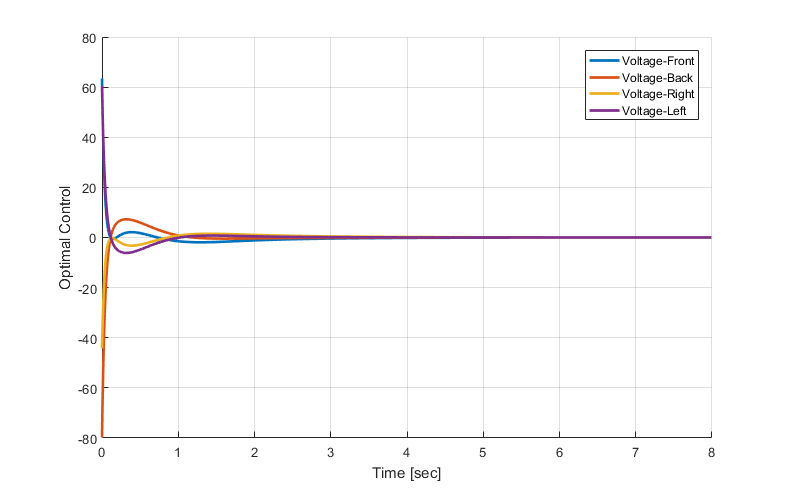 80
60
40
20
0
-20
-40
-60
-80
Optimal Control
0 1 2 3 4 5 6 7 8
Time [sec]
Voltage-Front
Voltage-Back
Voltage-Right
Voltage-Left